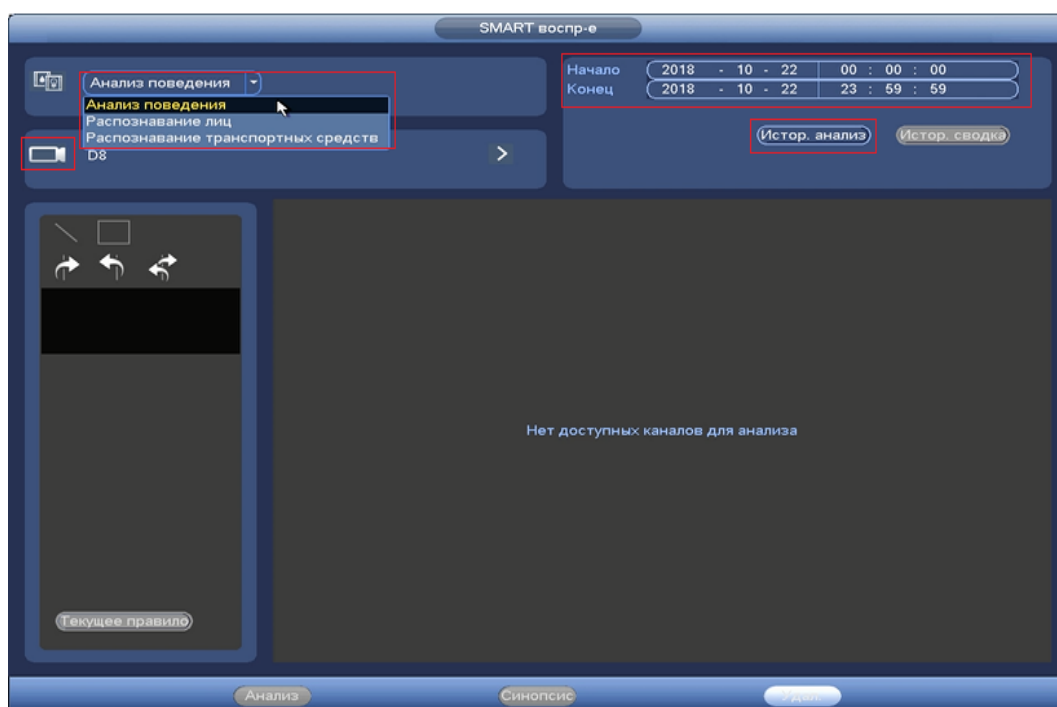 SMART воспр-е
Анализ поведения
Анализ поведения
Распознавание лиц
Распознавание транспортных средств
D8
Начало 2018 - 10 - 22 00 : 00 : 00
Конец 2018 - 10 - 22 23 : 59 : 59
Истор. анализ Истор. сводка
Нет доступных каналов для анализа
Текущее правило
Анализ Синопсис Удал.